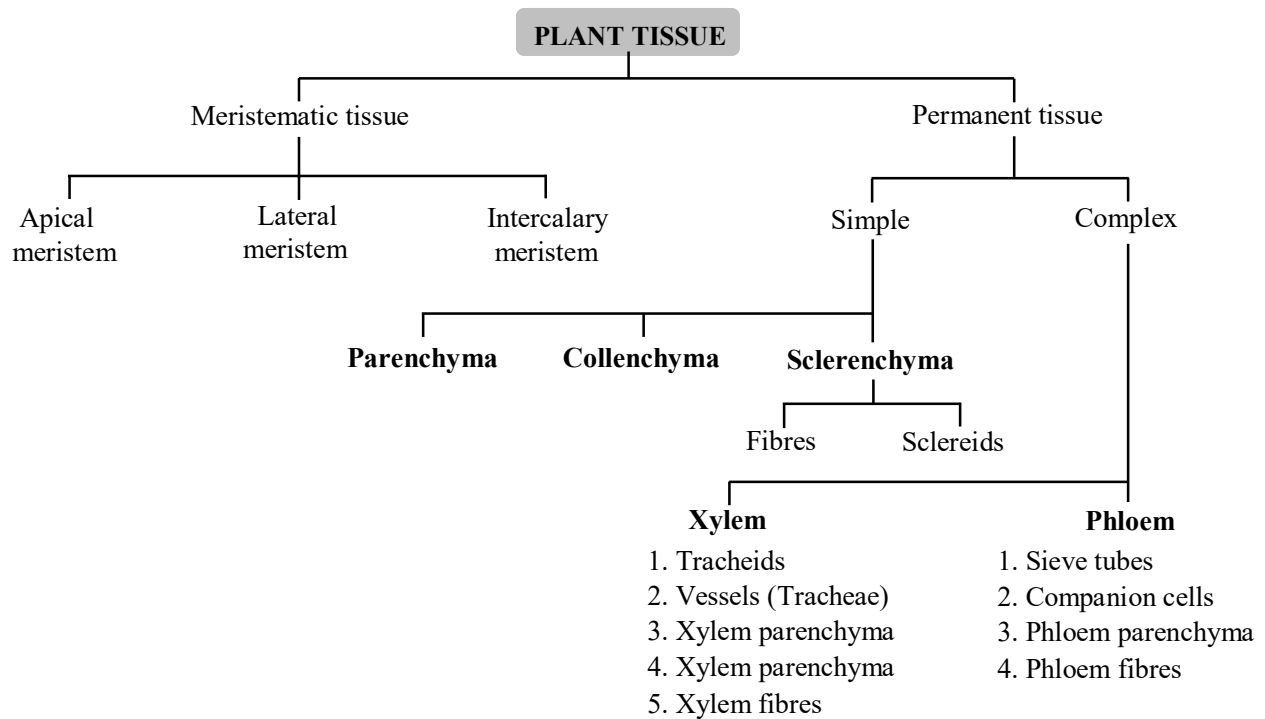 PLANT TISSUE
Meristematic tissue
Permanent tissue
Apical
meristem
Lateral
meristem
Intercalary
meristem
Simple
Complex
Parenchyma
Collenchyma
Sclerenchyma
Fibres
Sclereids
Xylem
1. Tracheids
2. Vessels (Tracheae)
3. Xylem parenchyma
4. Xylem parenchyma
5. Xylem fibres
Phloem
1. Sieve tubes
2. Companion cells
3. Phloem parenchyma
4. Phloem fibres